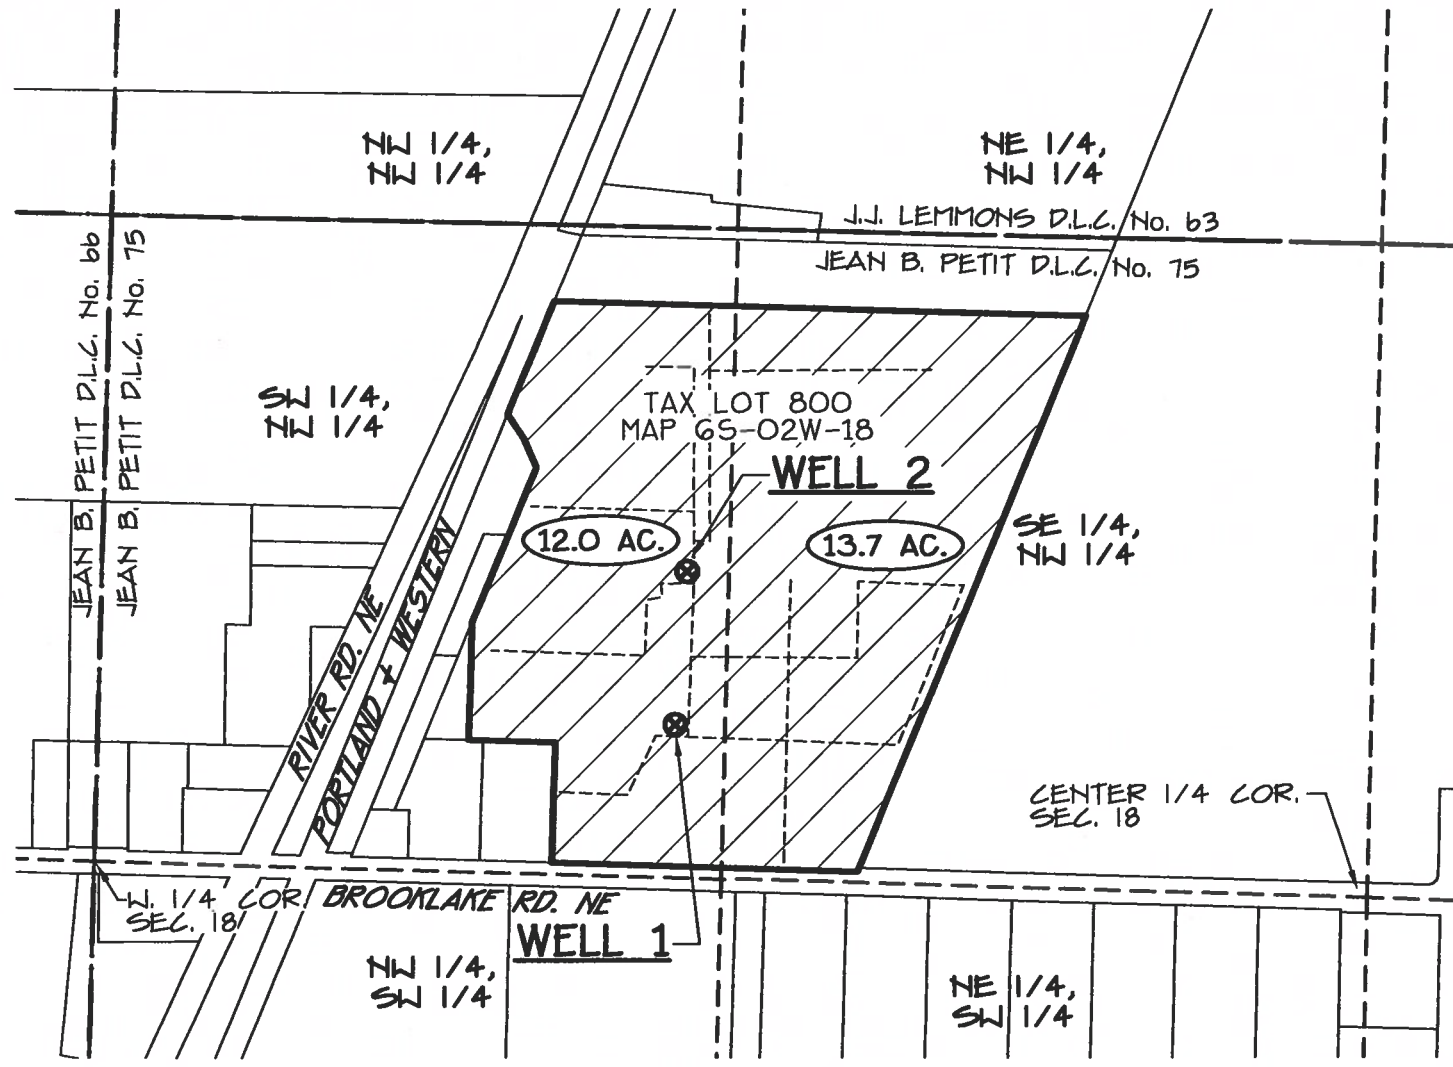 NW 1/4,
NW 1/4
NE 1/4,
NW 1/4
J.J. LEMMONS D.L.C. No. 63
JEAN B. PETIT D.L.C. No. 75
JEAN B. PETIT D.L.C. No. 66
JEAN B. PETIT D.L.C. No. 75
SW 1/4,
NW 1/4
TAX LOT 800
MAP 6S-02W-18
WELL 2
12.0 AC.
13.7 AC.
SE 1/4,
NW 1/4
RIVER RD. NE
PORTLAND & WESTERN
CENTER 1/4 COR.
SEC. 18
W. 1/4 COR.
SEC. 18
BROOKLAKE RD. NE
WELL 1
NW 1/4,
SW 1/4
NE 1/4,
SW 1/4